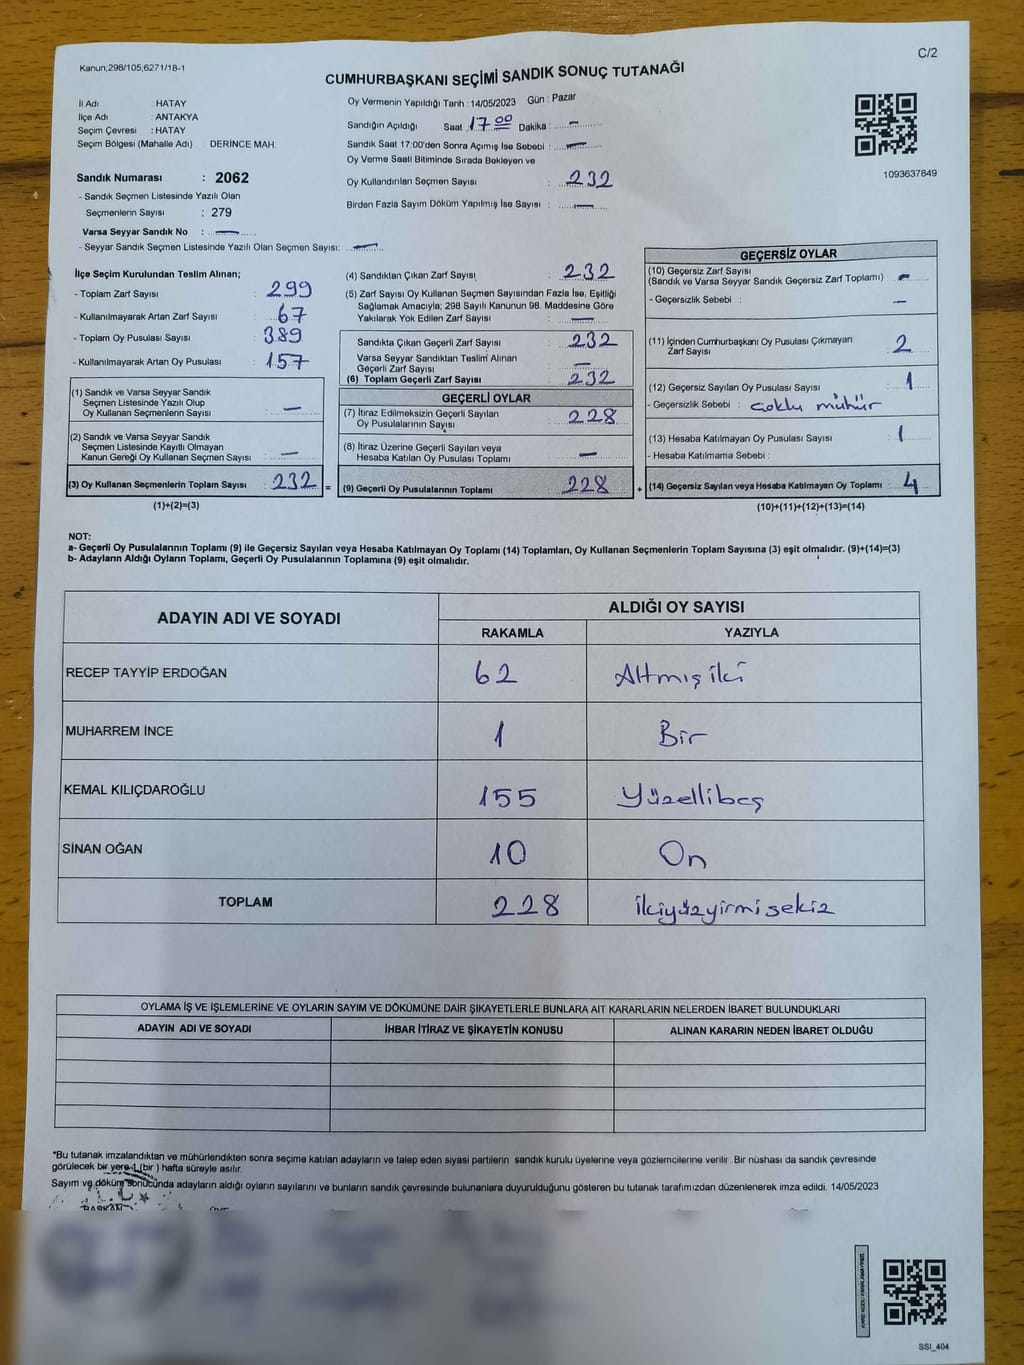 Kanun,298/105;6271/18-1
C/2
CUMHURBAŞKANI SEÇİMİ SANDIK SONUÇ TUTANAĞI
İl Adı : HATAY
İlçe Adı : ANTAKYA
Seçim Çevresi : HATAY
Seçim Bölgesi (Mahalle Adı) : DERİNCE MAH.
Sandık Numarası : 2062
- Sandık Seçmen Listesinde Yazılı Olan
Seçmenlerin Sayısı : 279
Varsa Seyyar Sandık No : —
- Seyyar Sandık Seçmen Listesinde Yazılı Olan Seçmen Sayısı: —
Oy Vermenin Yapıldığı Tarih : 14/05/2023 Gün : Pazar
Sandığın Açıldığı Saat 17 00 Dakika : —
Sandık Saat 17:00'den Sonra Açımış İse Sebebi : —
Oy Verme Saati Bitiminde Sırada Bekleyen ve
Oy Kullandırılan Seçmen Sayısı : 232
Birden Fazla Sayım Döküm Yapılmış İse Sayısı : —
1093637849
İlçe Seçim Kurulundan Teslim Alınan;
- Toplam Zarf Sayısı : 299
- Kullanılmayarak Artan Zarf Sayısı : 67
- Toplam Oy Pusulası Sayısı : 389
- Kullanılmayarak Artan Oy Pusulası : 157
(1) Sandık ve Varsa Seyyar Sandık
Seçmen Listesinde Yazılı Olup
Oy Kullanan Seçmenlerin Sayısı : —
(2) Sandık ve Varsa Seyyar Sandık
Seçmen Listesinde Kayıtlı Olmayan
Kanun Gereği Oy Kullanan Seçmen Sayısı : —
(3) Oy Kullanan Seçmenlerin Toplam Sayısı : 232 =
(1)+(2)=(3)
(4) Sandıktan Çıkan Zarf Sayısı : 232
(5) Zarf Sayısı Oy Kullanan Seçmen Sayısından Fazla İse, Eşitliği
Sağlamak Amacıyla; 298 Sayılı Kanunun 98. Maddesine Göre
Yakılarak Yok Edilen Zarf Sayısı : —
Sandıkta Çıkan Geçerli Zarf Sayısı : 232
Varsa Seyyar Sandıktan Teslim Alınan
Geçerli Zarf Sayısı : —
(6) Toplam Geçerli Zarf Sayısı : 232
GEÇERLİ OYLAR
(7) İtiraz Edilmeksizin Geçerli Sayılan
Oy Pusulalarının Sayısı : 228
(8) İtiraz Üzerine Geçerli Sayılan veya
Hesaba Katılan Oy Pusulası Toplamı : —
(9) Geçerli Oy Pusulalarının Toplamı : 228 +
GEÇERSİZ OYLAR
(10) Geçersiz Zarf Sayısı
(Sandık ve Varsa Seyyar Sandık Geçersiz Zarf Toplamı) : —
- Geçersizlik Sebebi : —
(11) İçinden Cumhurbaşkanı Oy Pusulası Çıkmayan
Zarf Sayısı : 2
(12) Geçersiz Sayılan Oy Pusulası Sayısı : 1
- Geçersizlik Sebebi : çoklu mühür
(13) Hesaba Katılmayan Oy Pusulası Sayısı : 1
- Hesaba Katılmama Sebebi :
(14) Geçersiz Sayılan veya Hesaba Katılmayan Oy Toplamı : 4
(10)+(11)+(12)+(13)=(14)
NOT:
a- Geçerli Oy Pusulalarının Toplamı (9) ile Geçersiz Sayılan veya Hesaba Katılmayan Oy Toplamı (14) Toplamları, Oy Kullanan Seçmenlerin Toplam Sayısına (3) eşit olmalıdır. (9)+(14)=(3)
b- Adayların Aldığı Oyların Toplamı, Geçerli Oy Pusulalarının Toplamına (9) eşit olmalıdır.
ADAYIN ADI VE SOYADI
ALDIĞI OY SAYISI
RAKAMLA YAZIYLA
RECEP TAYYİP ERDOĞAN 62 Altmış iki
MUHARREM İNCE 1 Bir
KEMAL KILIÇDAROĞLU 155 Yüzellibeş
SİNAN OĞAN 10 On
TOPLAM 228 ikiyüzyirmisekiz
OYLAMA İŞ VE İŞLEMLERİNE VE OYLARIN SAYIM VE DÖKÜMÜNE DAİR ŞİKAYETLERLE BUNLARA AİT KARARLARIN NELERDEN İBARET BULUNDUKLARI
ADAYIN ADI VE SOYADI İHBAR İTİRAZ VE ŞİKAYETİN KONUSU ALINAN KARARIN NEDEN İBARET OLDUĞU
*Bu tutanak imzalandıktan ve mühürlendikten sonra seçime katılan adayların ve talep eden siyasi partilerin sandık kurulu üyelerine veya gözlemcilerine verilir. Bir nüshası da sandık çevresinde
görülecek bir yere 1 (bir ) hafta süreyle asılır.
Sayım ve döküm sonucunda adayların aldığı oyların sayılarını ve bunların sandık çevresinde bulunanlara duyurulduğunu gösteren bu tutanak tarafımızdan düzenlenerek imza edildi. 14/05/2023
BAŞKAN
SSİ_404